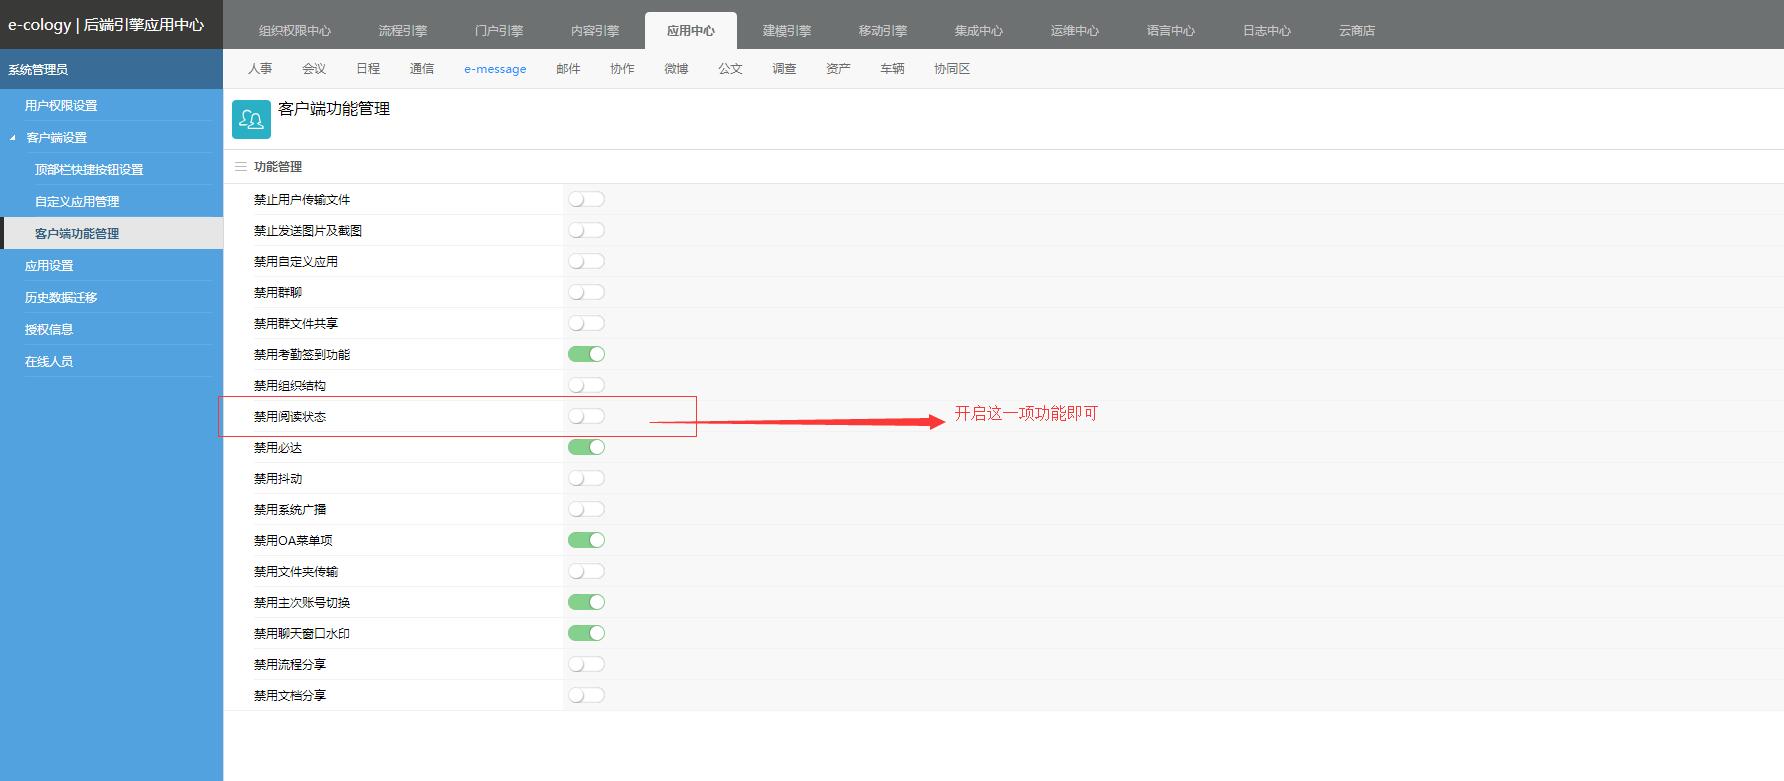 e-cology | 后端引擎应用中心
组织权限中心 流程引擎 门户引擎 内容引擎 应用中心 建模引擎 移动引擎 集成中心 运维中心 语言中心 日志中心 云商店
系统管理员
人事 会议 日程 通信 e-message 邮件 协作 微博 公文 调查 资产 车辆 协同区
用户权限设置
客户端设置
顶部栏快捷按钮设置
自定义应用管理
客户端功能管理
应用设置
历史数据迁移
授权信息
在线人员
客户端功能管理
功能管理
禁止用户传输文件
禁止发送图片及截图
禁用自定义应用
禁用群聊
禁用群文件共享
禁用考勤签到功能
禁用组织结构
禁用阅读状态
开启这一项功能即可
禁用必达
禁用抖动
禁用系统广播
禁用OA菜单项
禁用文件夹传输
禁用主次账号切换
禁用聊天窗口水印
禁用流程分享
禁用文档分享